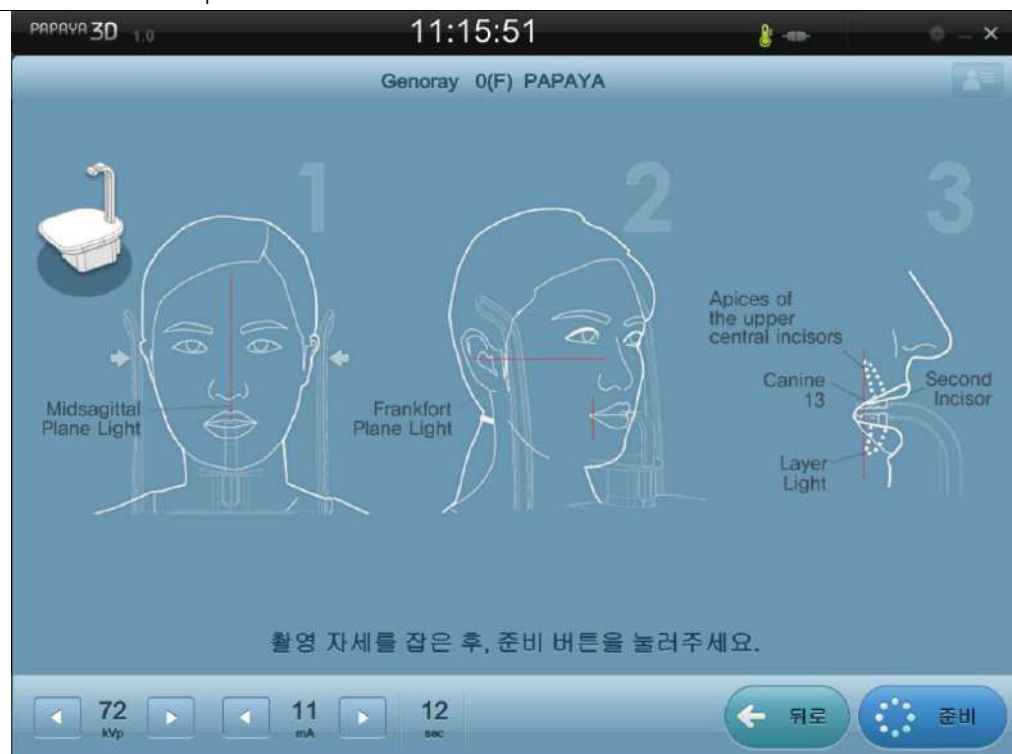 PAPAYA 3D 1.0
11:15:51
Genoray 0(F) PAPAYA
1
2
3
Midsagittal
Plane Light
Frankfort
Plane Light
Apices of
the upper
central incisors
Canine
13
Second
Incisor
Layer
Light
촬영 자세를 잡은 후, 준비 버튼을 눌러주세요.
72
kVp
11
mA
12
sec
뒤로
준비